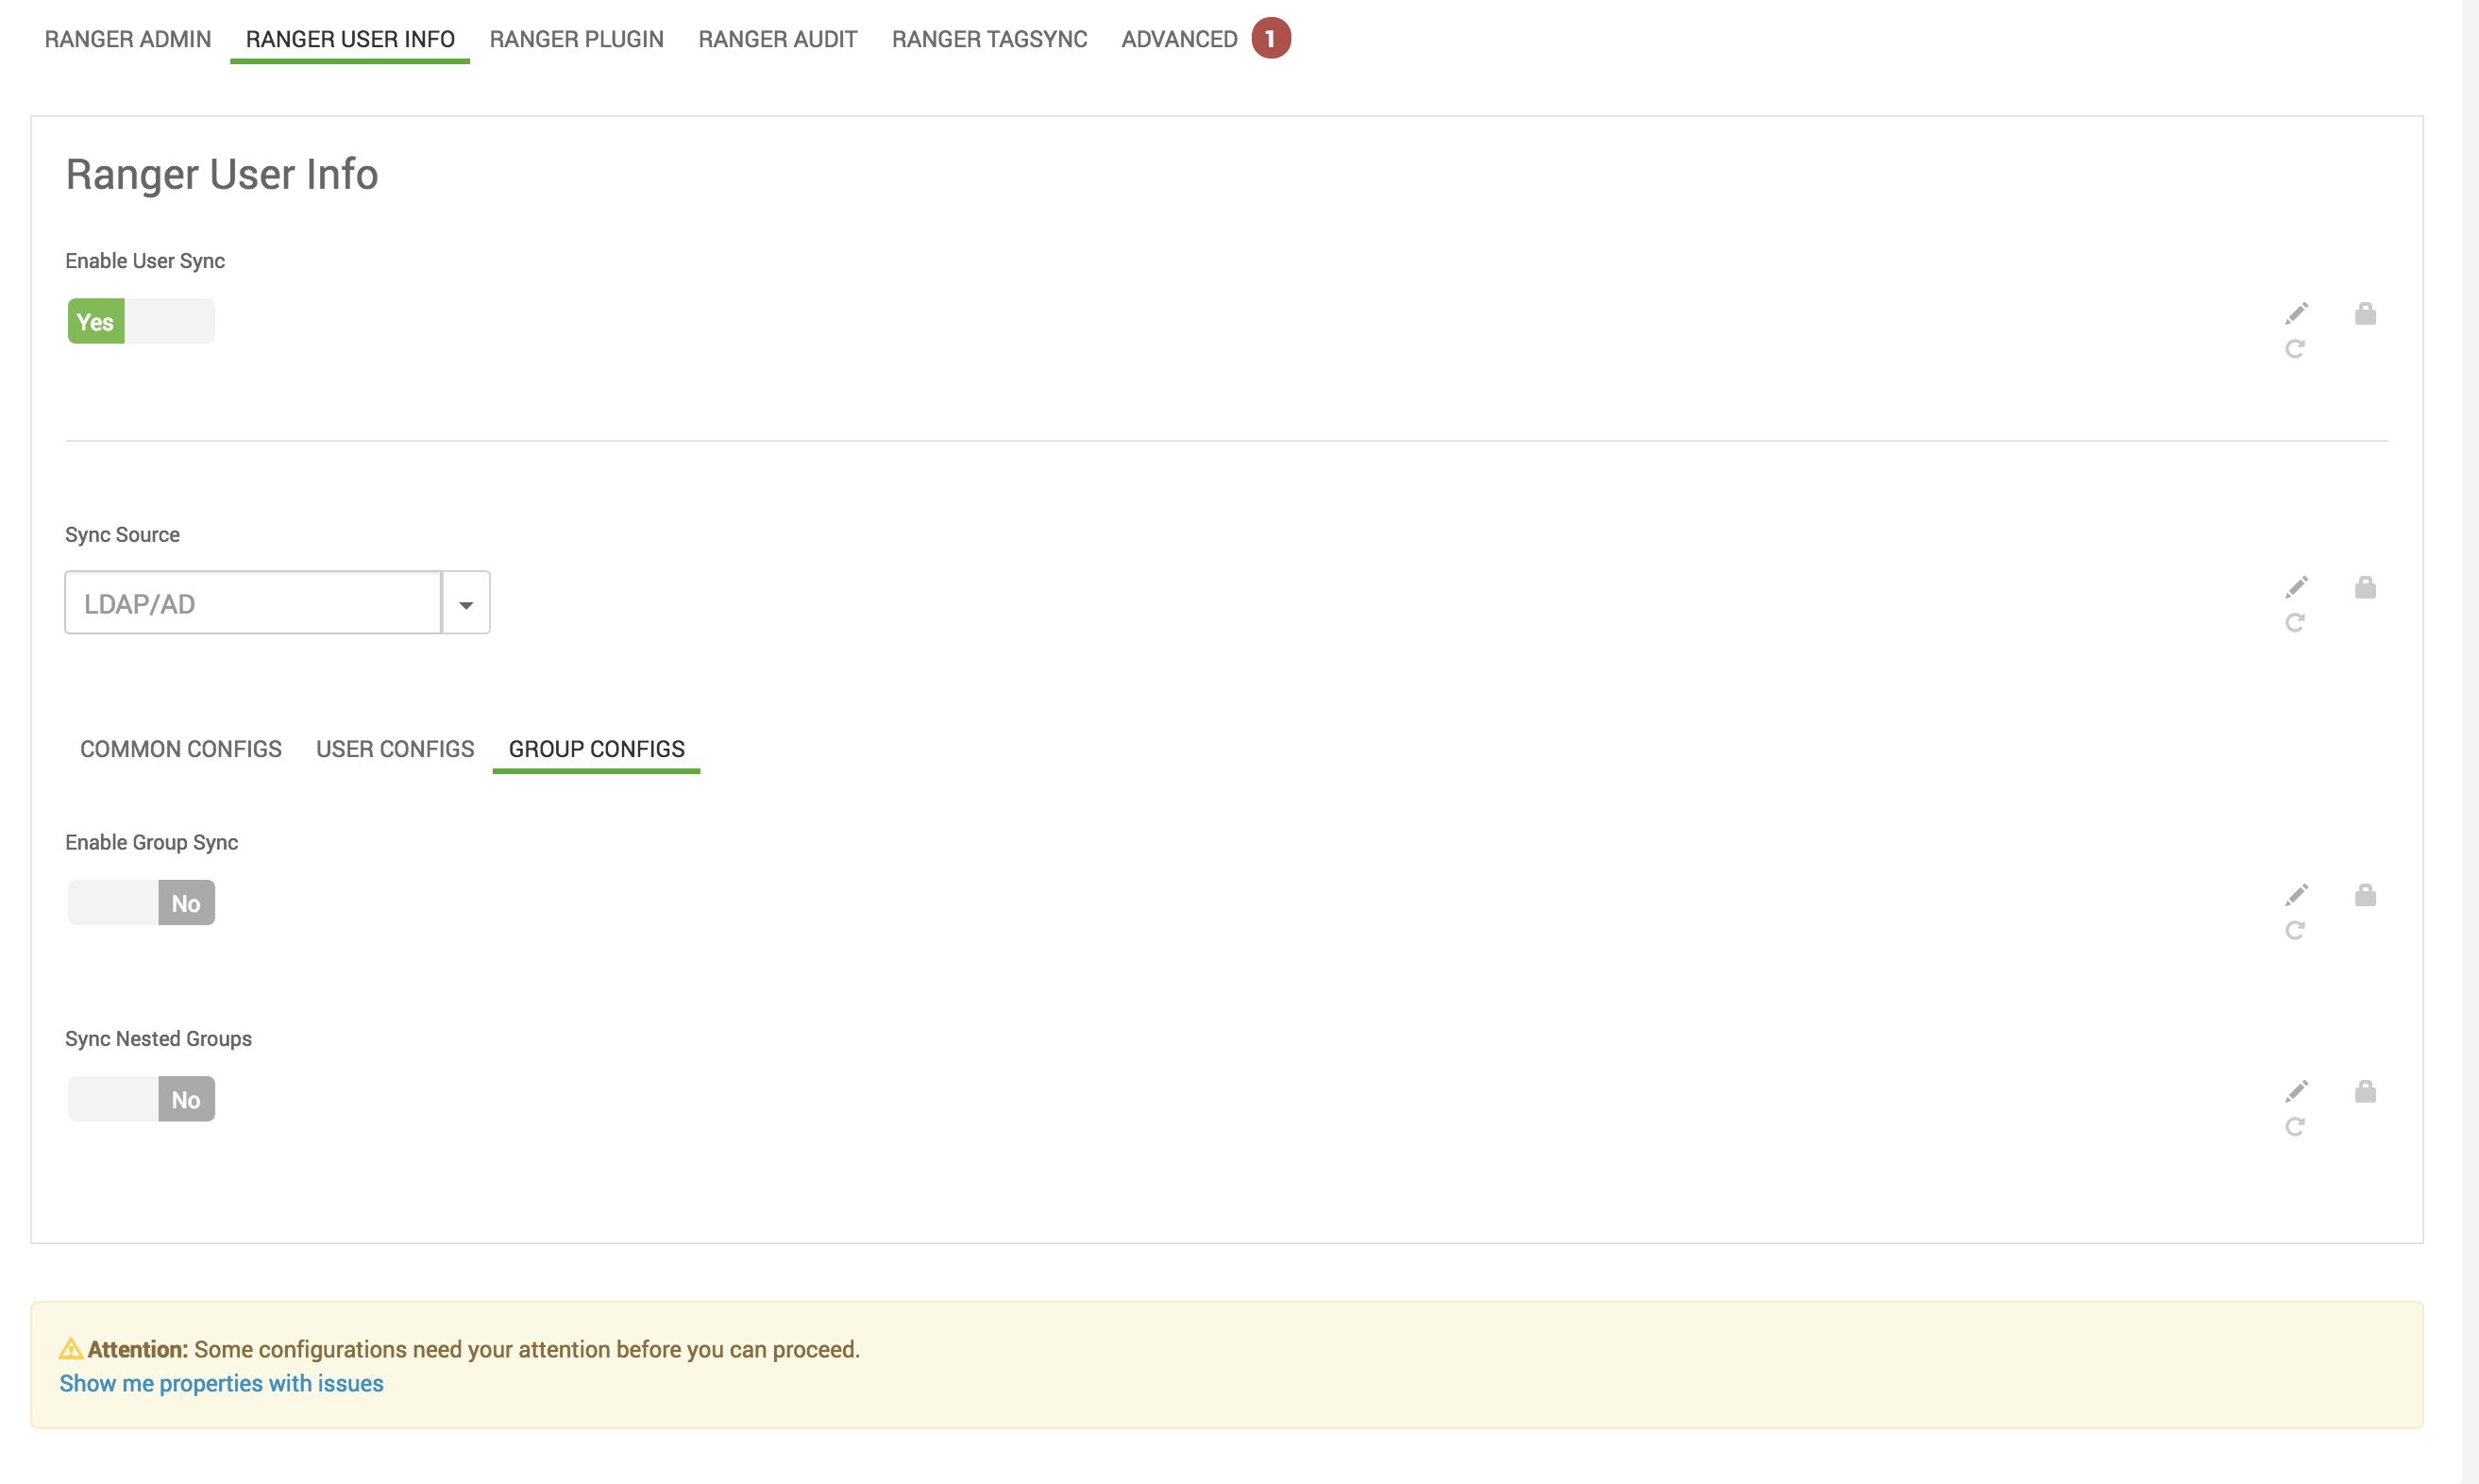 RANGER ADMIN RANGER USER INFO RANGER PLUGIN RANGER AUDIT RANGER TAGSYNC ADVANCED 1
Ranger User Info
Enable User Sync
Yes
Sync Source
LDAP/AD
COMMON CONFIGS USER CONFIGS GROUP CONFIGS
Enable Group Sync
No
Sync Nested Groups
No
Attention: Some configurations need your attention before you can proceed.
Show me properties with issues